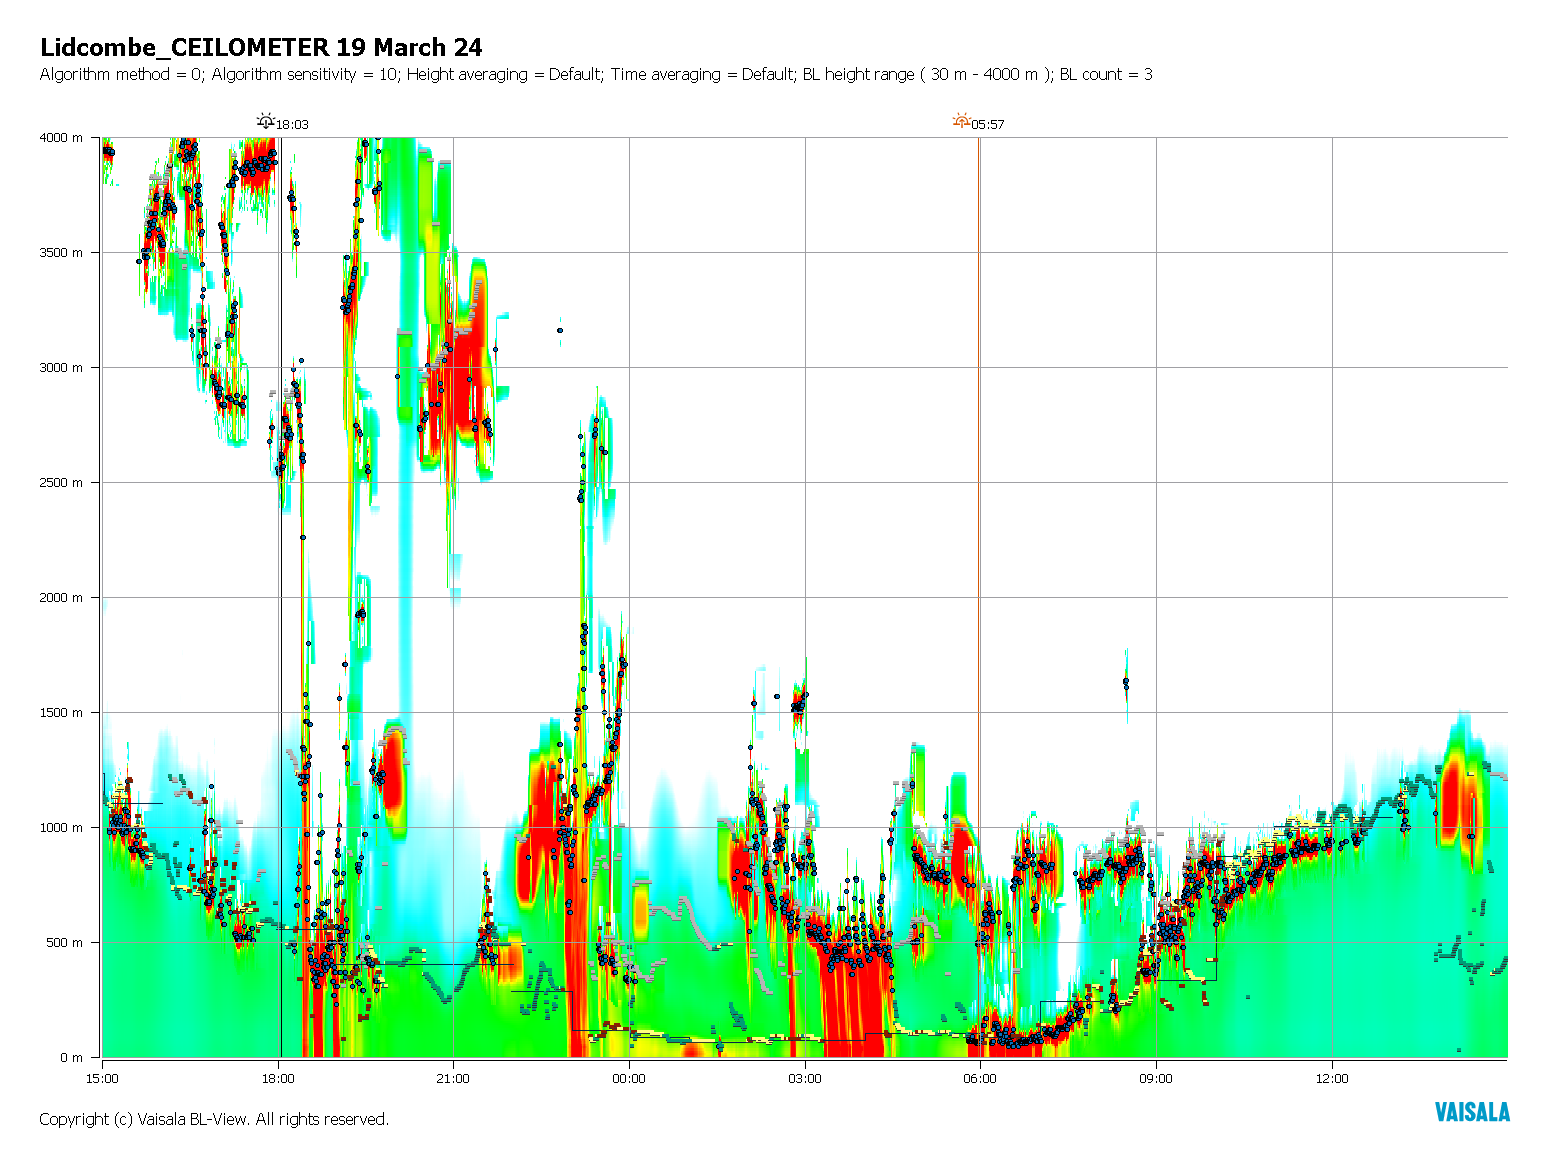 Lidcombe_CEILOMETER 19 March 24
Algorithm method = 0; Algorithm sensitivity = 10; Height averaging = Default; Time averaging = Default; BL height range ( 30 m - 4000 m ); BL count = 3
18:03 05:57
4000 m
3500 m
3000 m
2500 m
2000 m
1500 m
1000 m
500 m
0 m
15:00 18:00 21:00 00:00 03:00 06:00 09:00 12:00
Copyright (c) Vaisala BL-View. All rights reserved.
VAISALA